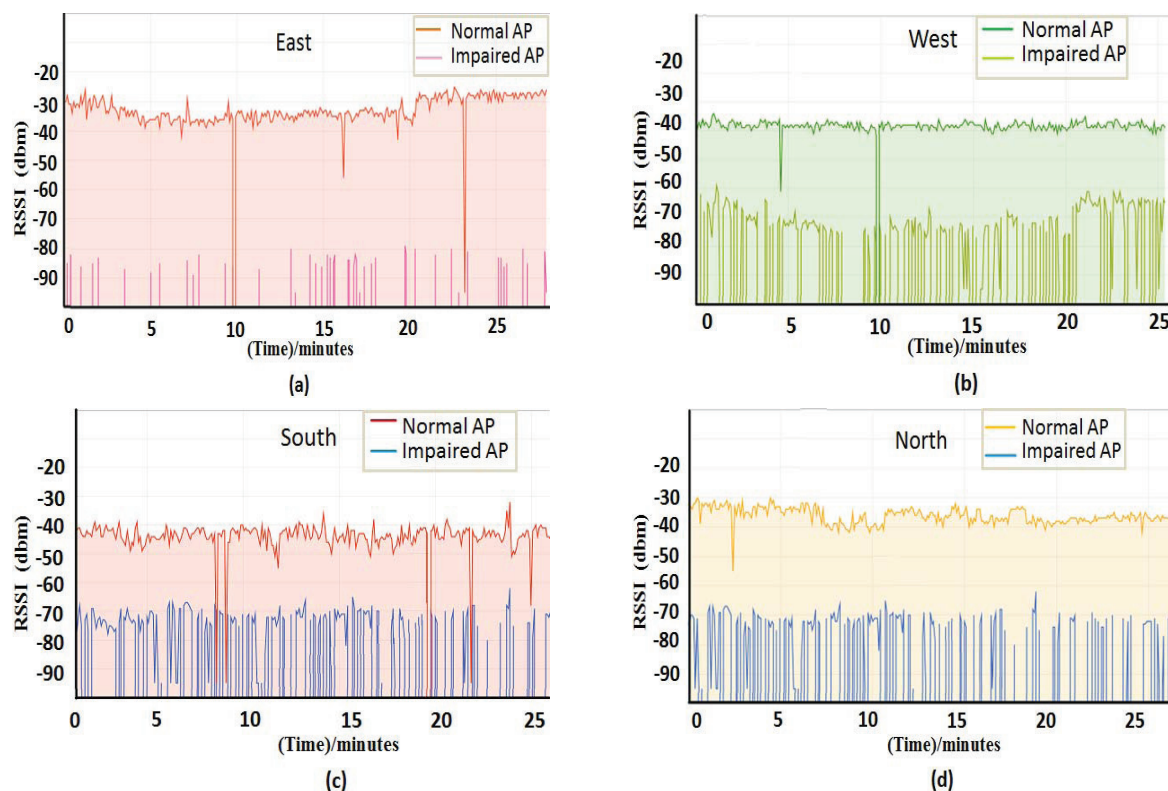 East
Normal AP
Impaired AP
RSSI (dbm)
-20
-30
-40
-50
-60
-70
-80
-90
0 5 10 15 20 25
(Time)/minutes
(a)
West
Normal AP
Impaired AP
RSSI (dbm)
-20
-30
-40
-50
-60
-70
-80
-90
0 5 10 15 20 25
(Time)/minutes
(b)
South
Normal AP
Impaired AP
RSSI (dbm)
-20
-30
-40
-50
-60
-70
-80
-90
0 5 10 15 20 25
(Time)/minutes
(c)
North
Normal AP
Impaired AP
RSSI (dbm)
-20
-30
-40
-50
-60
-70
-80
-90
0 5 10 15 20 25
(Time)/minutes
(d)